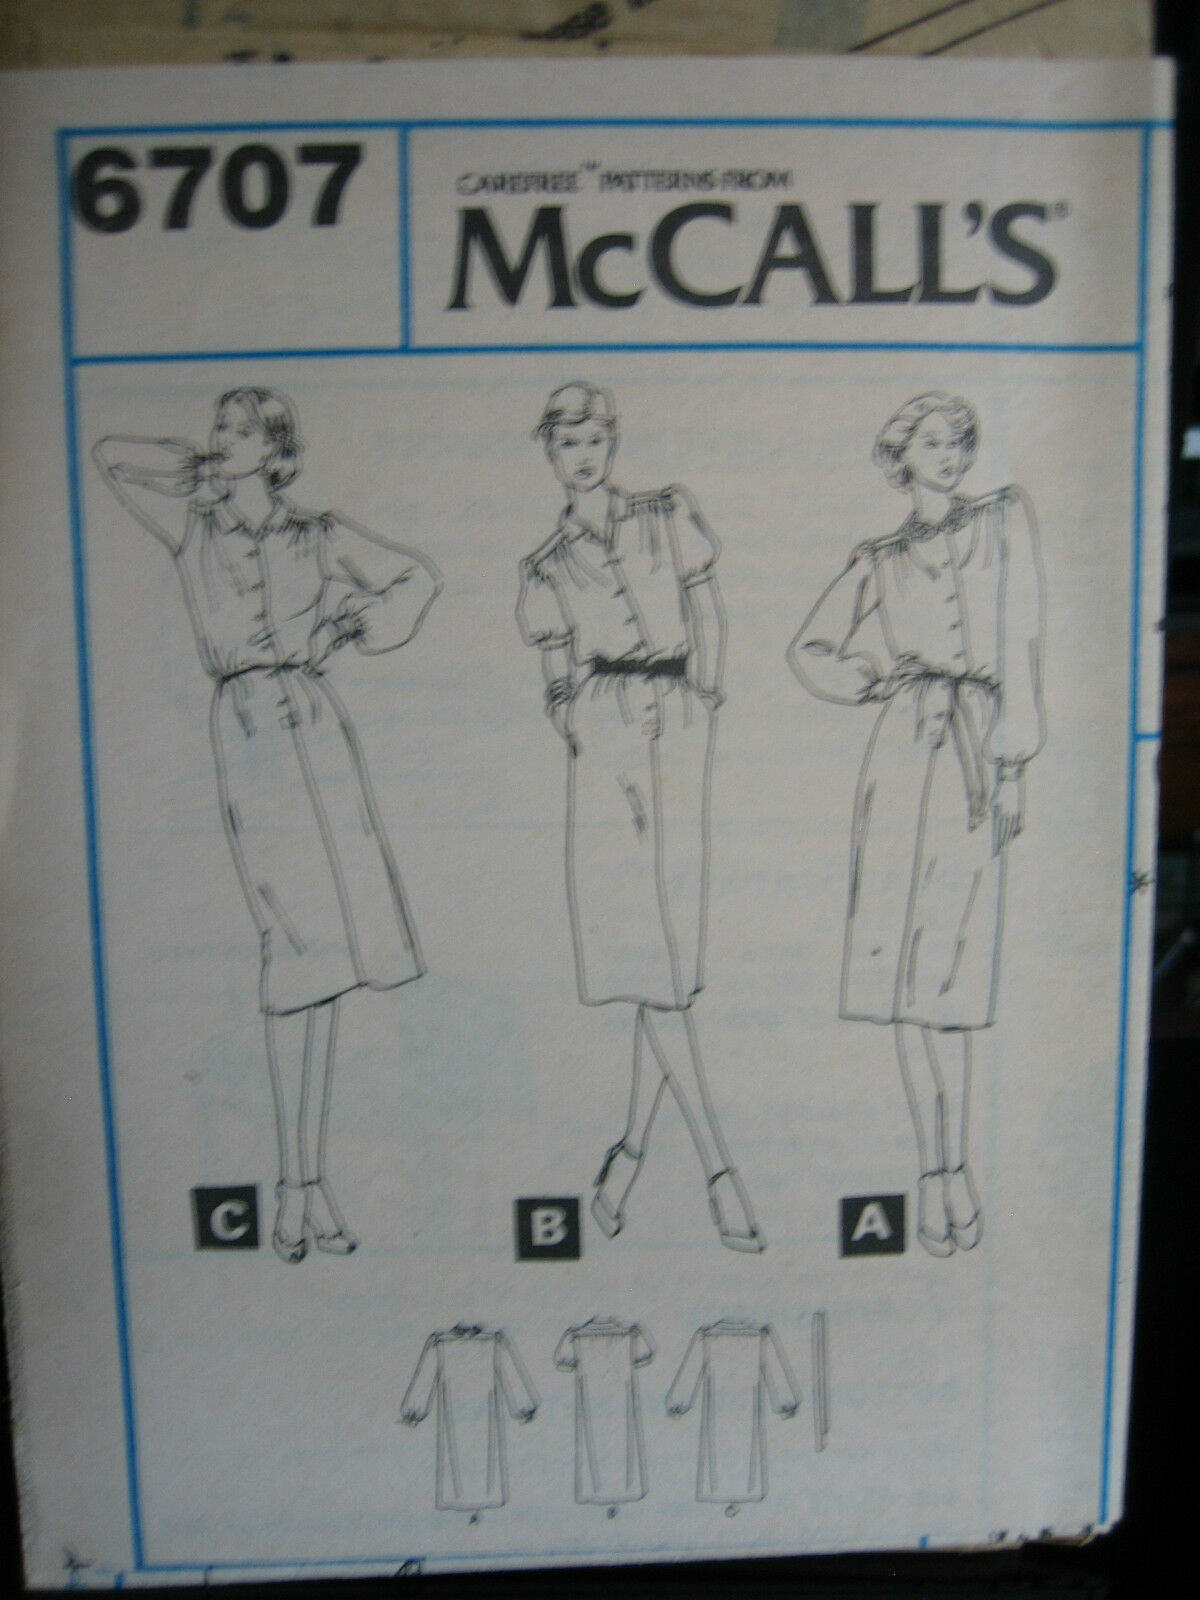 6707
CAREFREE™ PATTERNS FROM
McCALL'S®
C
B
A
A
B
C